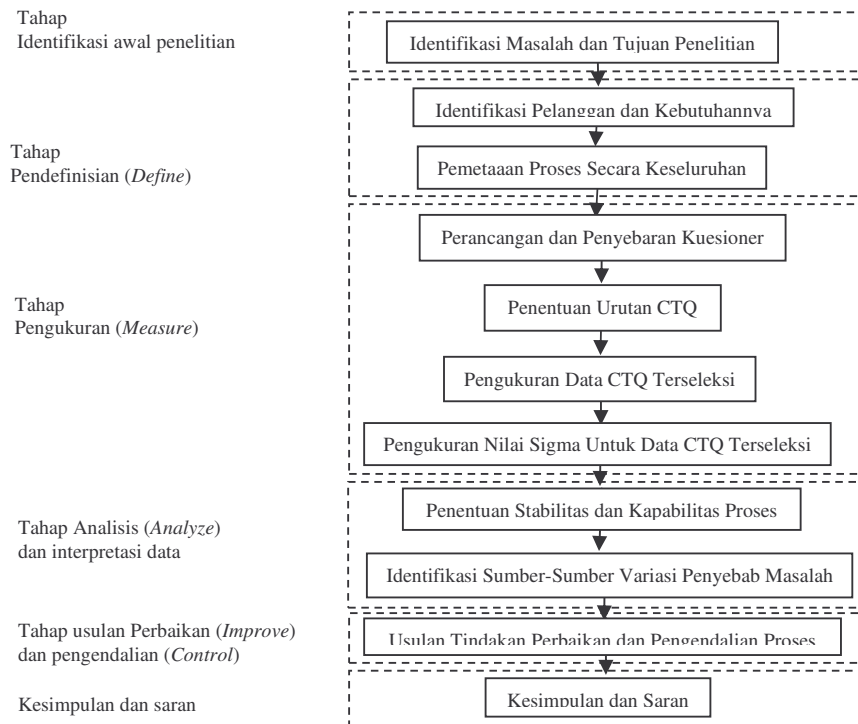 Tahap
Identifikasi awal penelitian
Identifikasi Masalah dan Tujuan Penelitian
Identifikasi Pelanggan dan Kebutuhannya
Tahap
Pendefinisian (Define)
Pemetaaan Proses Secara Keseluruhan
Perancangan dan Penyebaran Kuesioner
Tahap
Pengukuran (Measure)
Penentuan Urutan CTQ
Pengukuran Data CTQ Terseleksi
Pengukuran Nilai Sigma Untuk Data CTQ Terseleksi
Tahap Analisis (Analyze)
dan interpretasi data
Penentuan Stabilitas dan Kapabilitas Proses
Identifikasi Sumber-Sumber Variasi Penyebab Masalah
Tahap usulan Perbaikan (Improve)
dan pengendalian (Control)
Usulan Tindakan Perbaikan dan Pengendalian Proses
Kesimpulan dan saran
Kesimpulan dan Saran